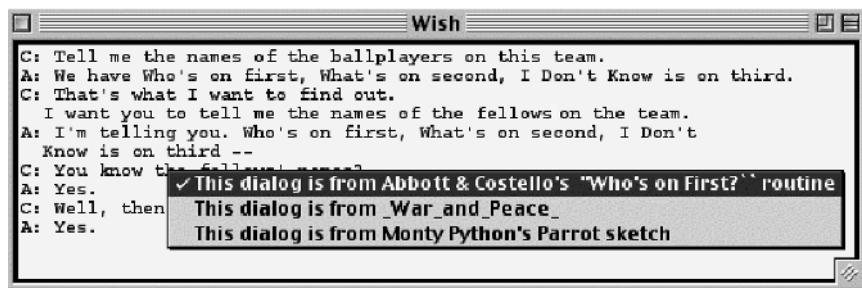 Wish
C: Tell me the names of the ballplayers on this team.
A: We have Who's on first, What's on second, I Don't Know is on third.
C: That's what I want to find out.
I want you to tell me the names of the fellows on the team.
A: I'm telling you. Who's on first, What's on second, I Don't
Know is on third --
C: You know the fellows' names?
A: Yes.
C: Well, then
A: Yes.
✓This dialog is from Abbott & Costello's "Who's on First?`` routine
This dialog is from _War_and_Peace_
This dialog is from Monty Python's Parrot sketch